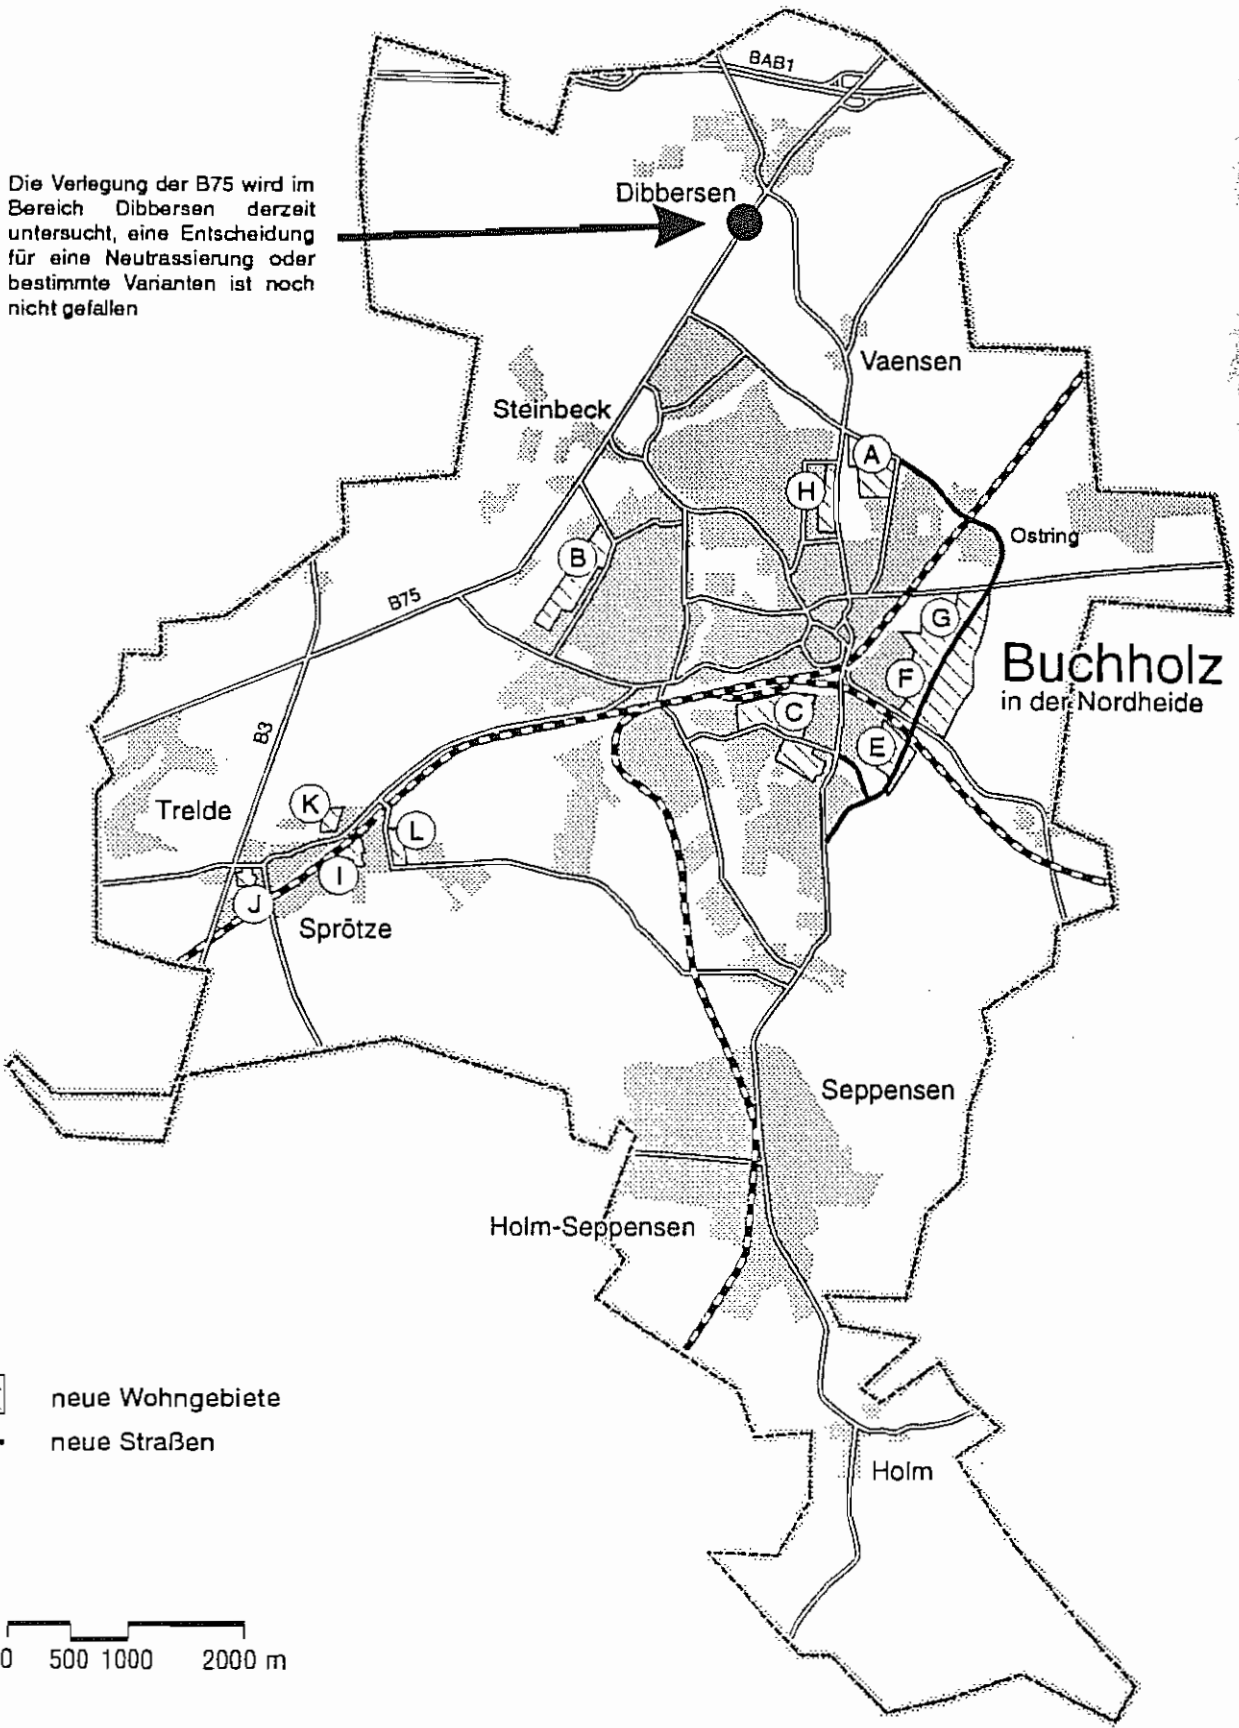 BAB1
Die Verlegung der B75 wird im
Bereich Dibbersen derzeit
untersucht, eine Entscheidung
für eine Neutrassierung oder
bestimmte Varianten ist noch
nicht gefallen
Dibbersen
Vaensen
Steinbeck
A
H
Ostring
B
B75
G
Buchholz
in der Nordheide
F
C
B3
E
K
Trelde
L
I
J
Sprötze
Seppensen
Holm-Seppensen
neue Wohngebiete
neue Straßen
Holm
0 500 1000 2000 m